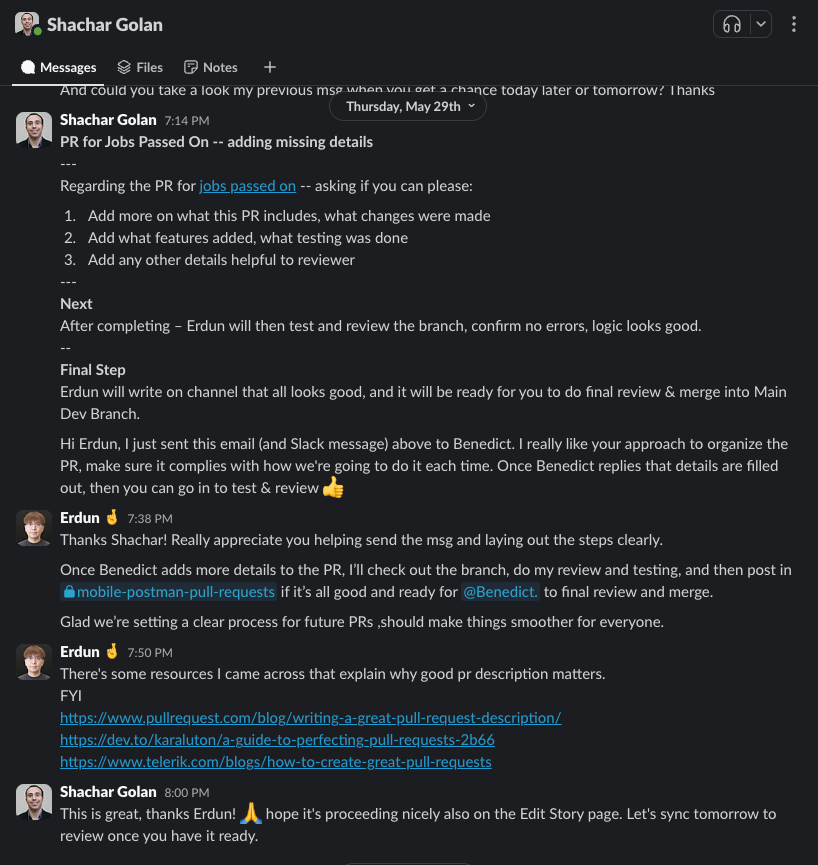 Shachar Golan
Messages
Files
Notes
And could you take a look my previous msg when you get a chance today later or tomorrow? Thanks
Thursday, May 29th
Shachar Golan 7:14 PM
PR for Jobs Passed On -- adding missing details
---
Regarding the PR for jobs passed on -- asking if you can please:
1. Add more on what this PR includes, what changes were made
2. Add what features added, what testing was done
3. Add any other details helpful to reviewer
---
Next
After completing – Erdun will then test and review the branch, confirm no errors, logic looks good.
--
Final Step
Erdun will write on channel that all looks good, and it will be ready for you to do final review & merge into Main
Dev Branch.
Hi Erdun, I just sent this email (and Slack message) above to Benedict. I really like your approach to organize the
PR, make sure it complies with how we're going to do it each time. Once Benedict replies that details are filled
out, then you can go in to test & review 👍
Erdun 🤞 7:38 PM
Thanks Shachar! Really appreciate you helping send the msg and laying out the steps clearly.
Once Benedict adds more details to the PR, I’ll check out the branch, do my review and testing, and then post in
mobile-postman-pull-requests if it’s all good and ready for @Benedict. to final review and merge.
Glad we’re setting a clear process for future PRs ,should make things smoother for everyone.
Erdun 🤞 7:50 PM
There's some resources I came across that explain why good pr description matters.
FYI
https://www.pullrequest.com/blog/writing-a-great-pull-request-description/
https://dev.to/karaluton/a-guide-to-perfecting-pull-requests-2b66
https://www.telerik.com/blogs/how-to-create-great-pull-requests
Shachar Golan 8:00 PM
This is great, thanks Erdun! 🙏 hope it's proceeding nicely also on the Edit Story page. Let's sync tomorrow to
review once you have it ready.